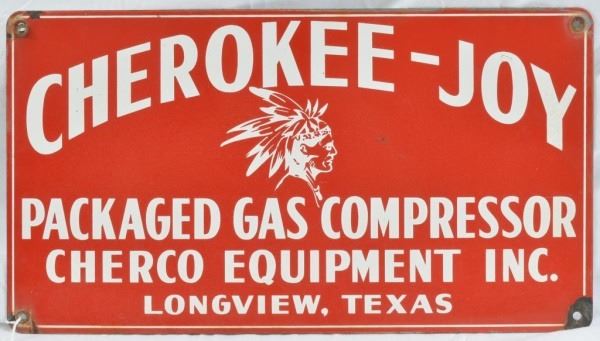 CHEROKEE-JOY
PACKAGED GAS COMPRESSOR
CHERCO EQUIPMENT INC.
LONGVIEW, TEXAS